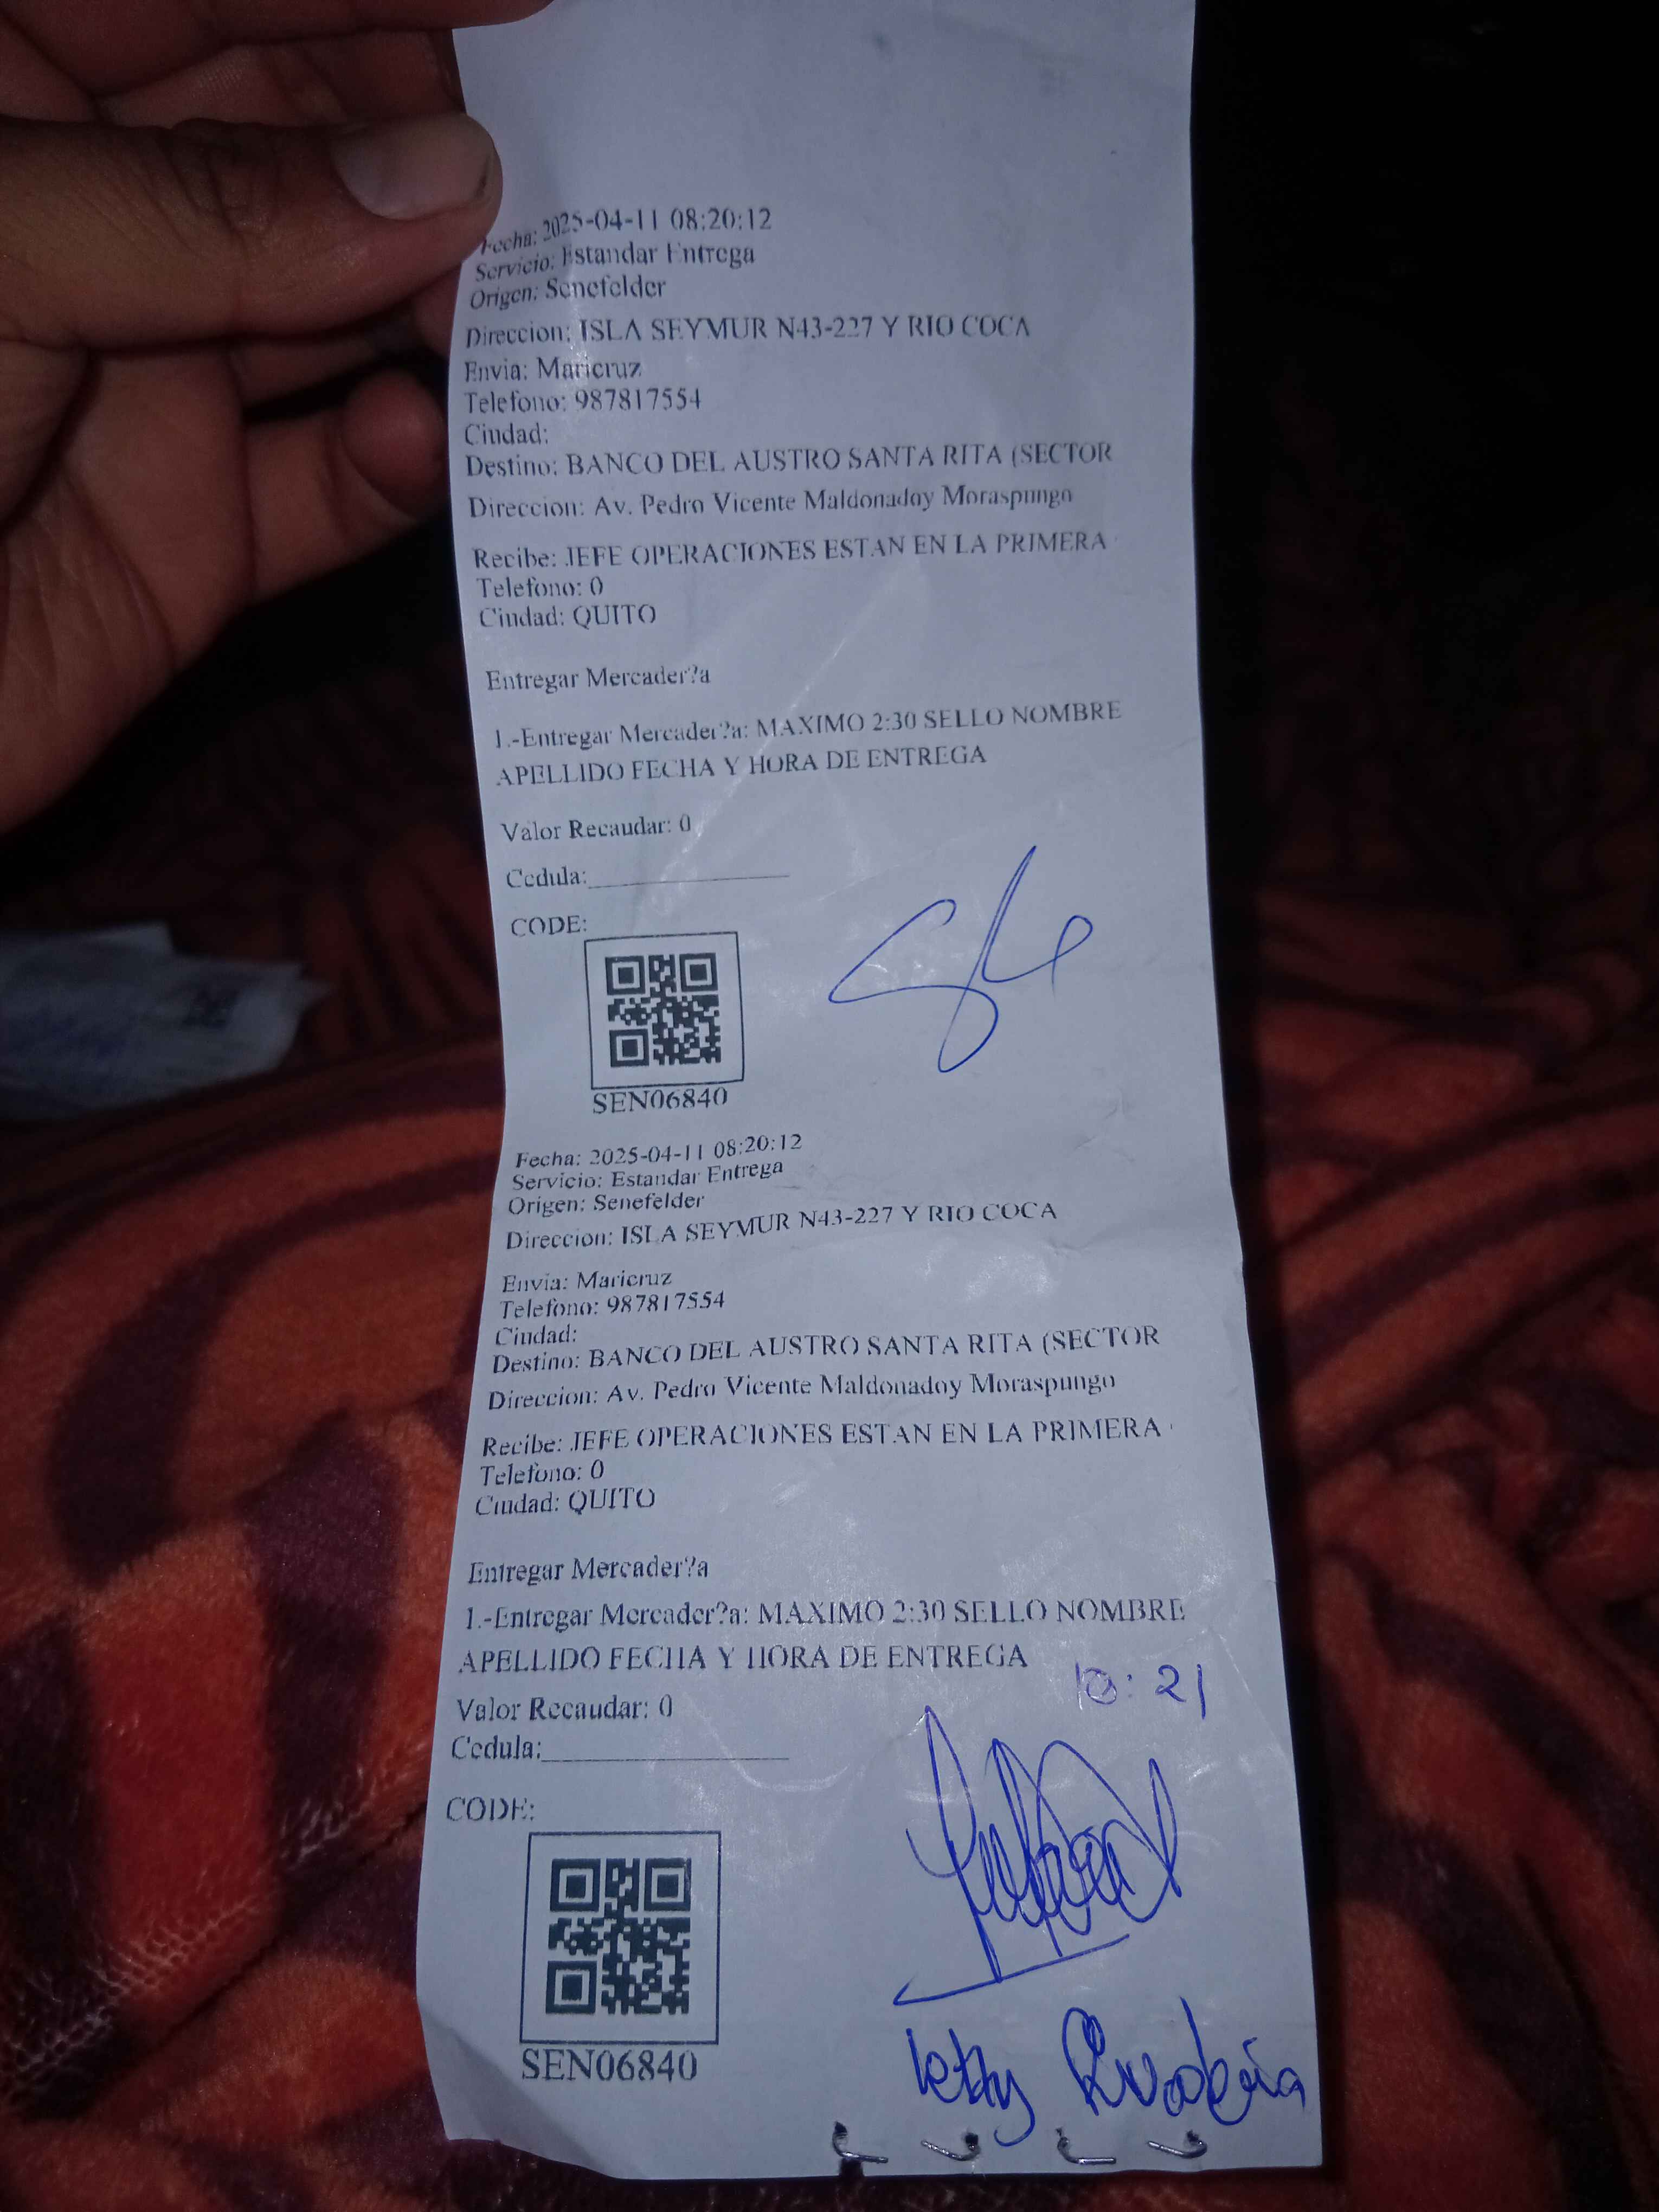 Fecha: 2025-04-11 08:20:12
Servicio: Estandar Entrega
Origen: Senefelder
Direccion: ISLA SEYMUR N43-227 Y RIO COCA
Envia: Maricruz
Telefono: 987817554
Ciudad:
Destino: BANCO DEL AUSTRO SANTA RITA (SECTOR
Direccion: Av. Pedro Vicente Maldonadoy Moraspungo
Recibe: JEFE OPERACIONES ESTAN EN LA PRIMERA
Telefono: 0
Ciudad: QUITO
Entregar Mercader?a
1.-Entregar Mercader?a: MAXIMO 2:30 SELLO NOMBRE
APELLIDO FECHA Y HORA DE ENTREGA
Valor Recaudar: 0
Cedula:
CODE:
SEN06840
Fecha: 2025-04-11 08:20:12
Servicio: Estandar Entrega
Origen: Senefelder
Direccion: ISLA SEYMUR N43-227 Y RIO COCA
Envia: Maricruz
Telefono: 987817554
Ciudad:
Destino: BANCO DEL AUSTRO SANTA RITA (SECTOR
Direccion: Av. Pedro Vicente Maldonadoy Moraspungo
Recibe: JEFE OPERACIONES ESTAN EN LA PRIMERA
Telefono: 0
Ciudad: QUITO
Entregar Mercader?a
1.-Entregar Mercader?a: MAXIMO 2:30 SELLO NOMBRE
APELLIDO FECHA Y HORA DE ENTREGA
Valor Recaudar: 0
Cedula:
CODE:
SEN06840